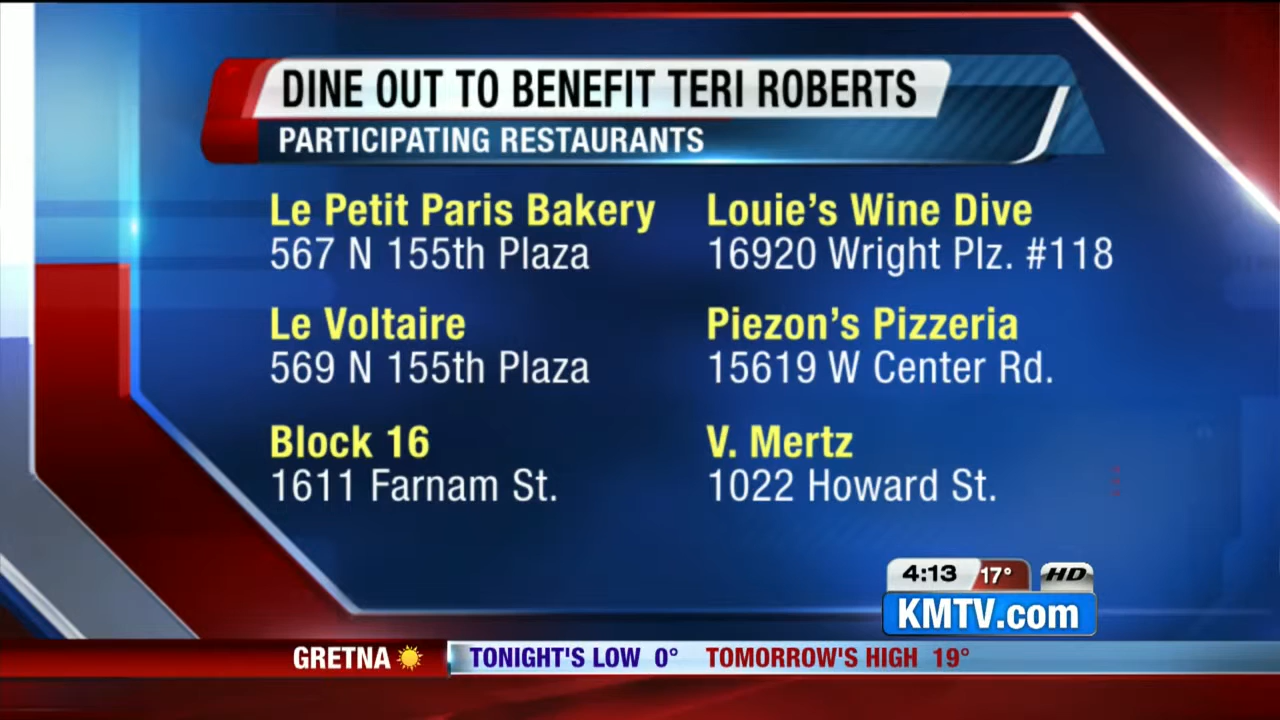 DINE OUT TO BENEFIT TERI ROBERTS
PARTICIPATING RESTAURANTS
Le Petit Paris Bakery
567 N 155th Plaza
Le Voltaire
569 N 155th Plaza
Block 16
1611 Farnam St.
Louie's Wine Dive
16920 Wright Plz. #118
Piezon's Pizzeria
15619 W Center Rd.
V. Mertz
1022 Howard St.
4:13 17° HD
KMTV.com
GRETNA TONIGHT'S LOW 0° TOMORROW'S HIGH 19°